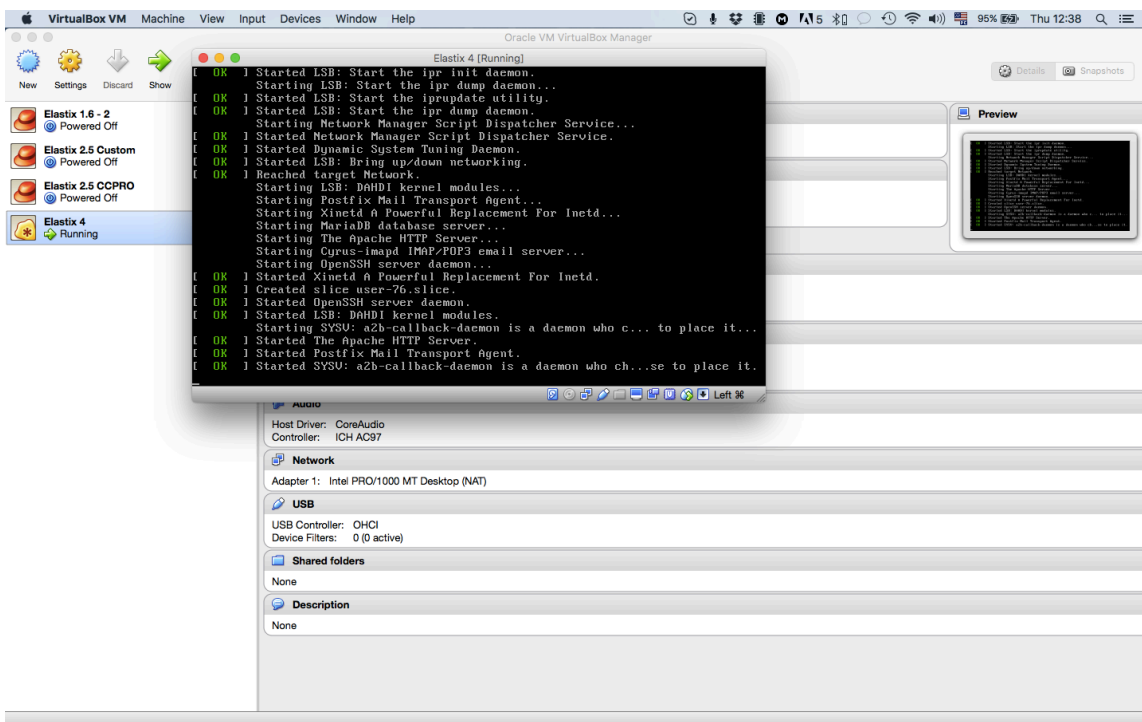 VirtualBox VM Machine View Input Devices Window Help 5 95% Thu 12:38
Oracle VM VirtualBox Manager
New Settings Discard Show
Details Snapshots
Elastix 1.6 - 2
Powered Off
Elastix 2.5 Custom
Powered Off
Elastix 2.5 CCPRO
Powered Off
Elastix 4
Running
Elastix 4 [Running]
[ OK ] Started LSB: Start the ipr init daemon.
Starting LSB: Start the ipr dump daemon...
[ OK ] Started LSB: Start the iprupdate utility.
[ OK ] Started LSB: Start the ipr dump daemon.
Starting Network Manager Script Dispatcher Service...
[ OK ] Started Network Manager Script Dispatcher Service.
[ OK ] Started Dynamic System Tuning Daemon.
[ OK ] Started LSB: Bring up/down networking.
[ OK ] Reached target Network.
Starting LSB: DAHDI kernel modules...
Starting Postfix Mail Transport Agent...
Starting Xinetd A Powerful Replacement For Inetd...
Starting MariaDB database server...
Starting The Apache HTTP Server...
Starting Cyrus-imapd IMAP/POP3 email server...
Starting OpenSSH server daemon...
[ OK ] Started Xinetd A Powerful Replacement For Inetd.
[ OK ] Created slice user-76.slice.
[ OK ] Started OpenSSH server daemon.
[ OK ] Started LSB: DAHDI kernel modules.
Starting SYSV: a2b-callback-daemon is a daemon who c... to place it...
[ OK ] Started The Apache HTTP Server.
[ OK ] Started Postfix Mail Transport Agent.
[ OK ] Started SYSV: a2b-callback-daemon is a daemon who ch...se to place it.
Left ⌘
Preview
Audio
Host Driver: CoreAudio
Controller: ICH AC97
Network
Adapter 1: Intel PRO/1000 MT Desktop (NAT)
USB
USB Controller: OHCI
Device Filters: 0 (0 active)
Shared folders
None
Description
None